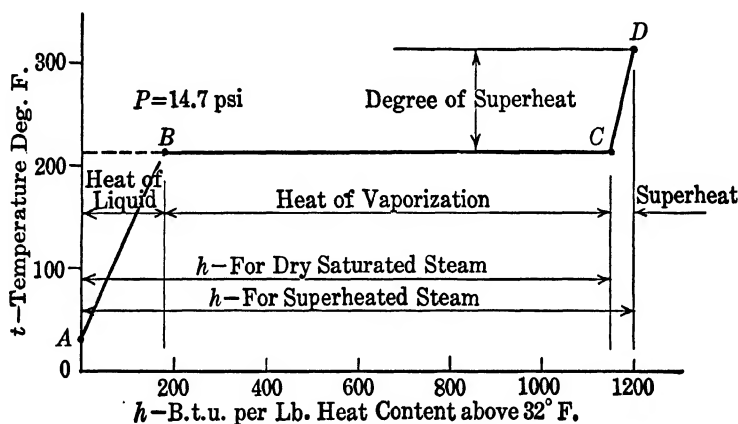 D
300
P=14.7 psi
Degree of Superheat
B
C
200
Heat of
Liquid
Heat of Vaporization
Superheat
h–For Dry Saturated Steam
100
h–For Superheated Steam
A
0
200
400
600
800
1000
1200
t–Temperature Deg. F.
h–B.t.u. per Lb. Heat Content above 32° F.